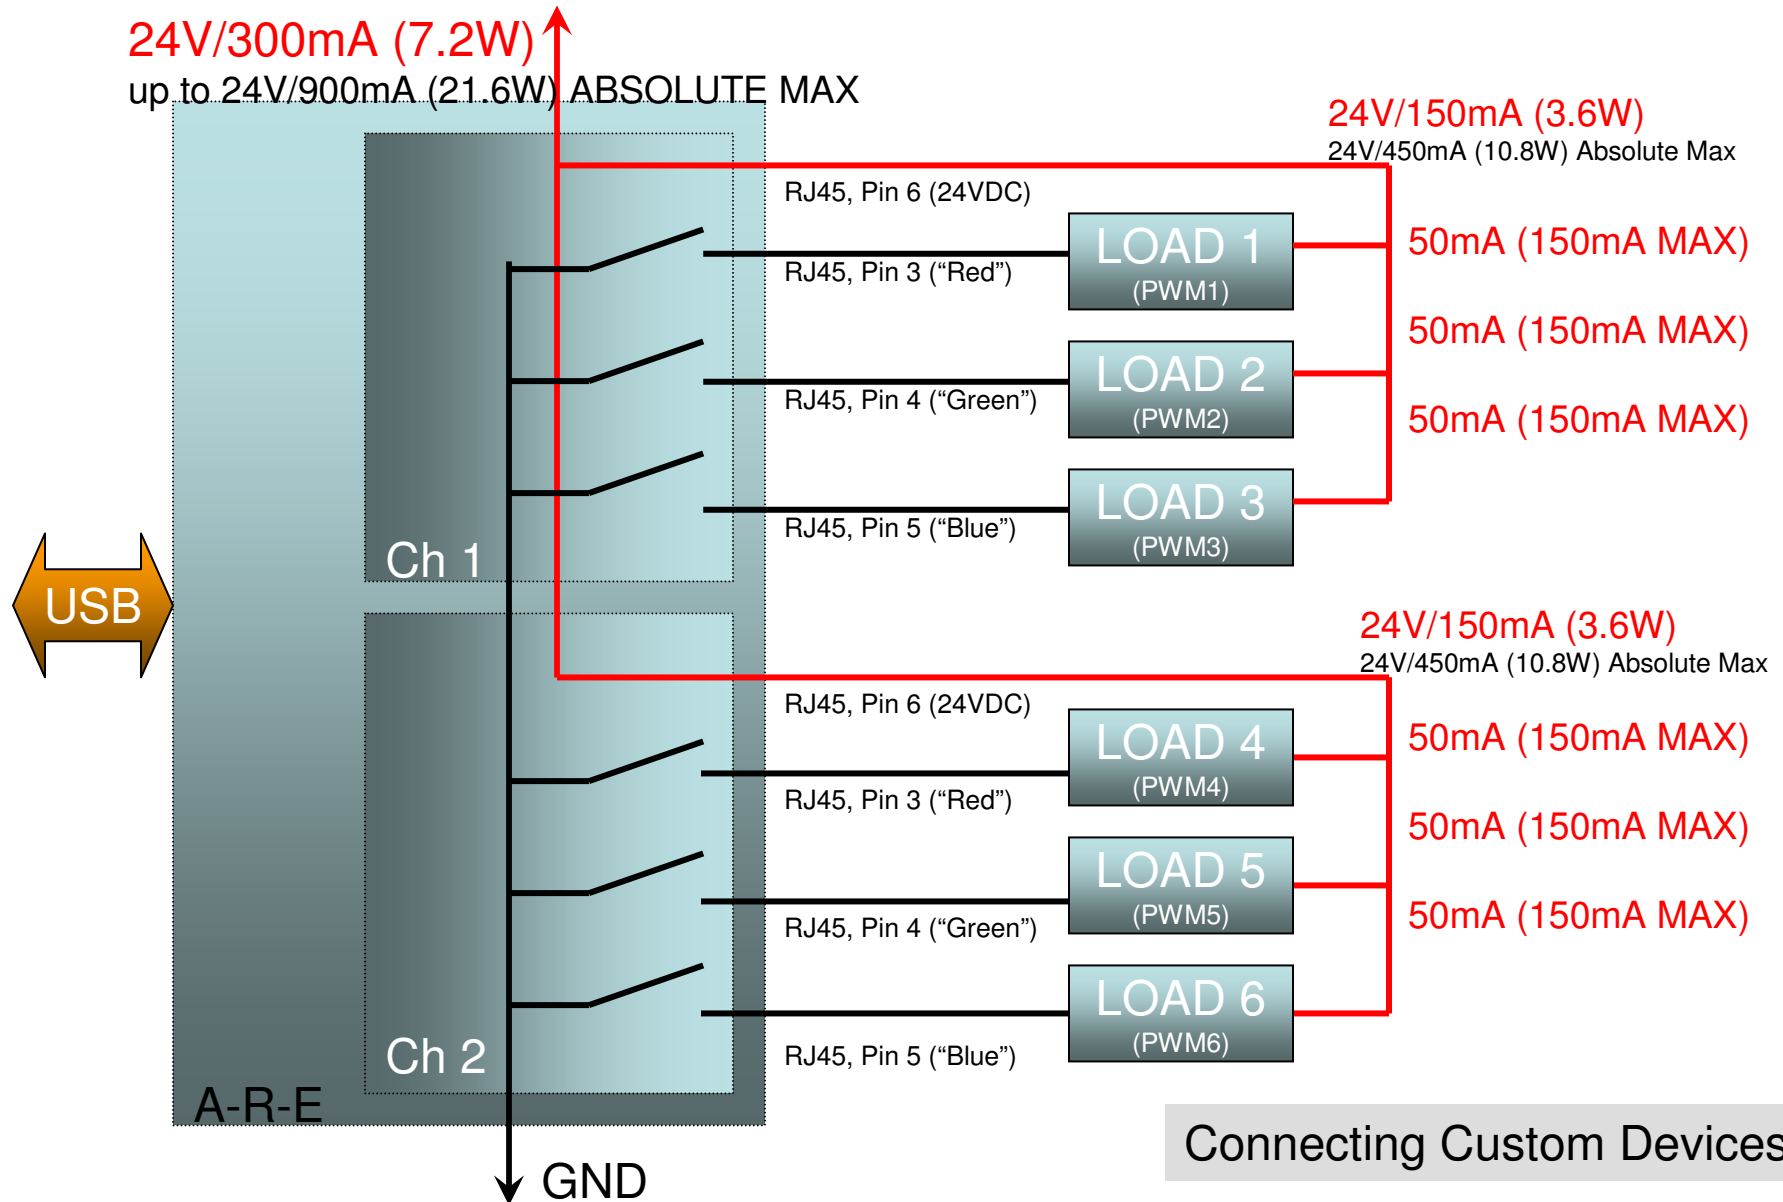 24V/300mA (7.2W)
up to 24V/900mA (21.6W) ABSOLUTE MAX
24V/150mA (3.6W)
24V/450mA (10.8W) Absolute Max
RJ45, Pin 6 (24VDC)
LOAD 1
(PWM1)
50mA (150mA MAX)
RJ45, Pin 3 (“Red”)
50mA (150mA MAX)
LOAD 2
(PWM2)
RJ45, Pin 4 (“Green”)
50mA (150mA MAX)
LOAD 3
(PWM3)
RJ45, Pin 5 (“Blue”)
Ch 1
USB
24V/150mA (3.6W)
24V/450mA (10.8W) Absolute Max
RJ45, Pin 6 (24VDC)
LOAD 4
(PWM4)
50mA (150mA MAX)
RJ45, Pin 3 (“Red”)
50mA (150mA MAX)
LOAD 5
(PWM5)
RJ45, Pin 4 (“Green”)
50mA (150mA MAX)
LOAD 6
(PWM6)
RJ45, Pin 5 (“Blue”)
Ch 2
A-R-E
Connecting Custom Devices
GND